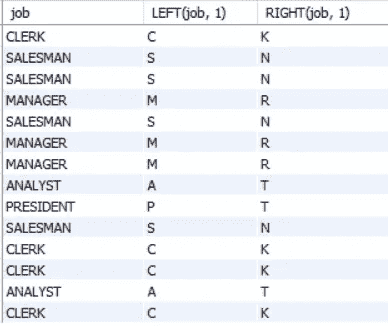 job LEFT(job, 1) RIGHT(job, 1)
CLERK C K
SALESMAN S N
SALESMAN S N
MANAGER M R
SALESMAN S N
MANAGER M R
MANAGER M R
ANALYST A T
PRESIDENT P T
SALESMAN S N
CLERK C K
CLERK C K
ANALYST A T
CLERK C K